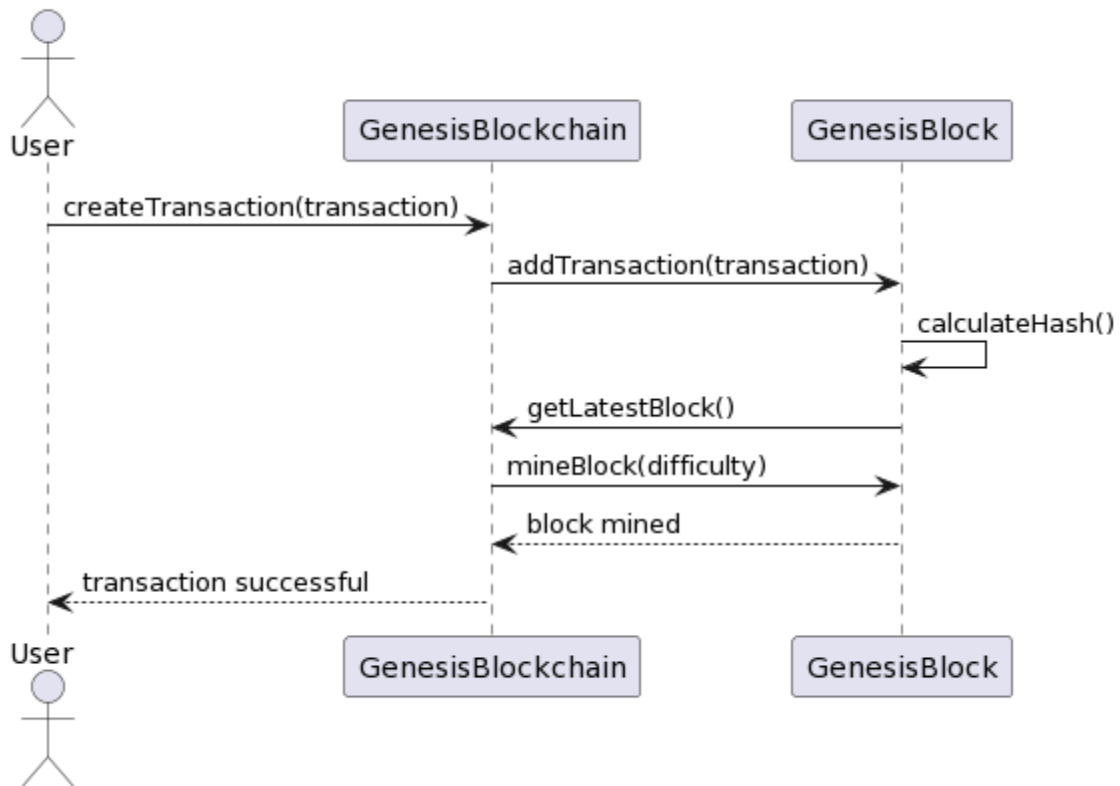 User
GenesisBlockchain
GenesisBlock
createTransaction(transaction)
addTransaction(transaction)
calculateHash()
getLatestBlock()
mineBlock(difficulty)
block mined
transaction successful
User
GenesisBlockchain
GenesisBlock